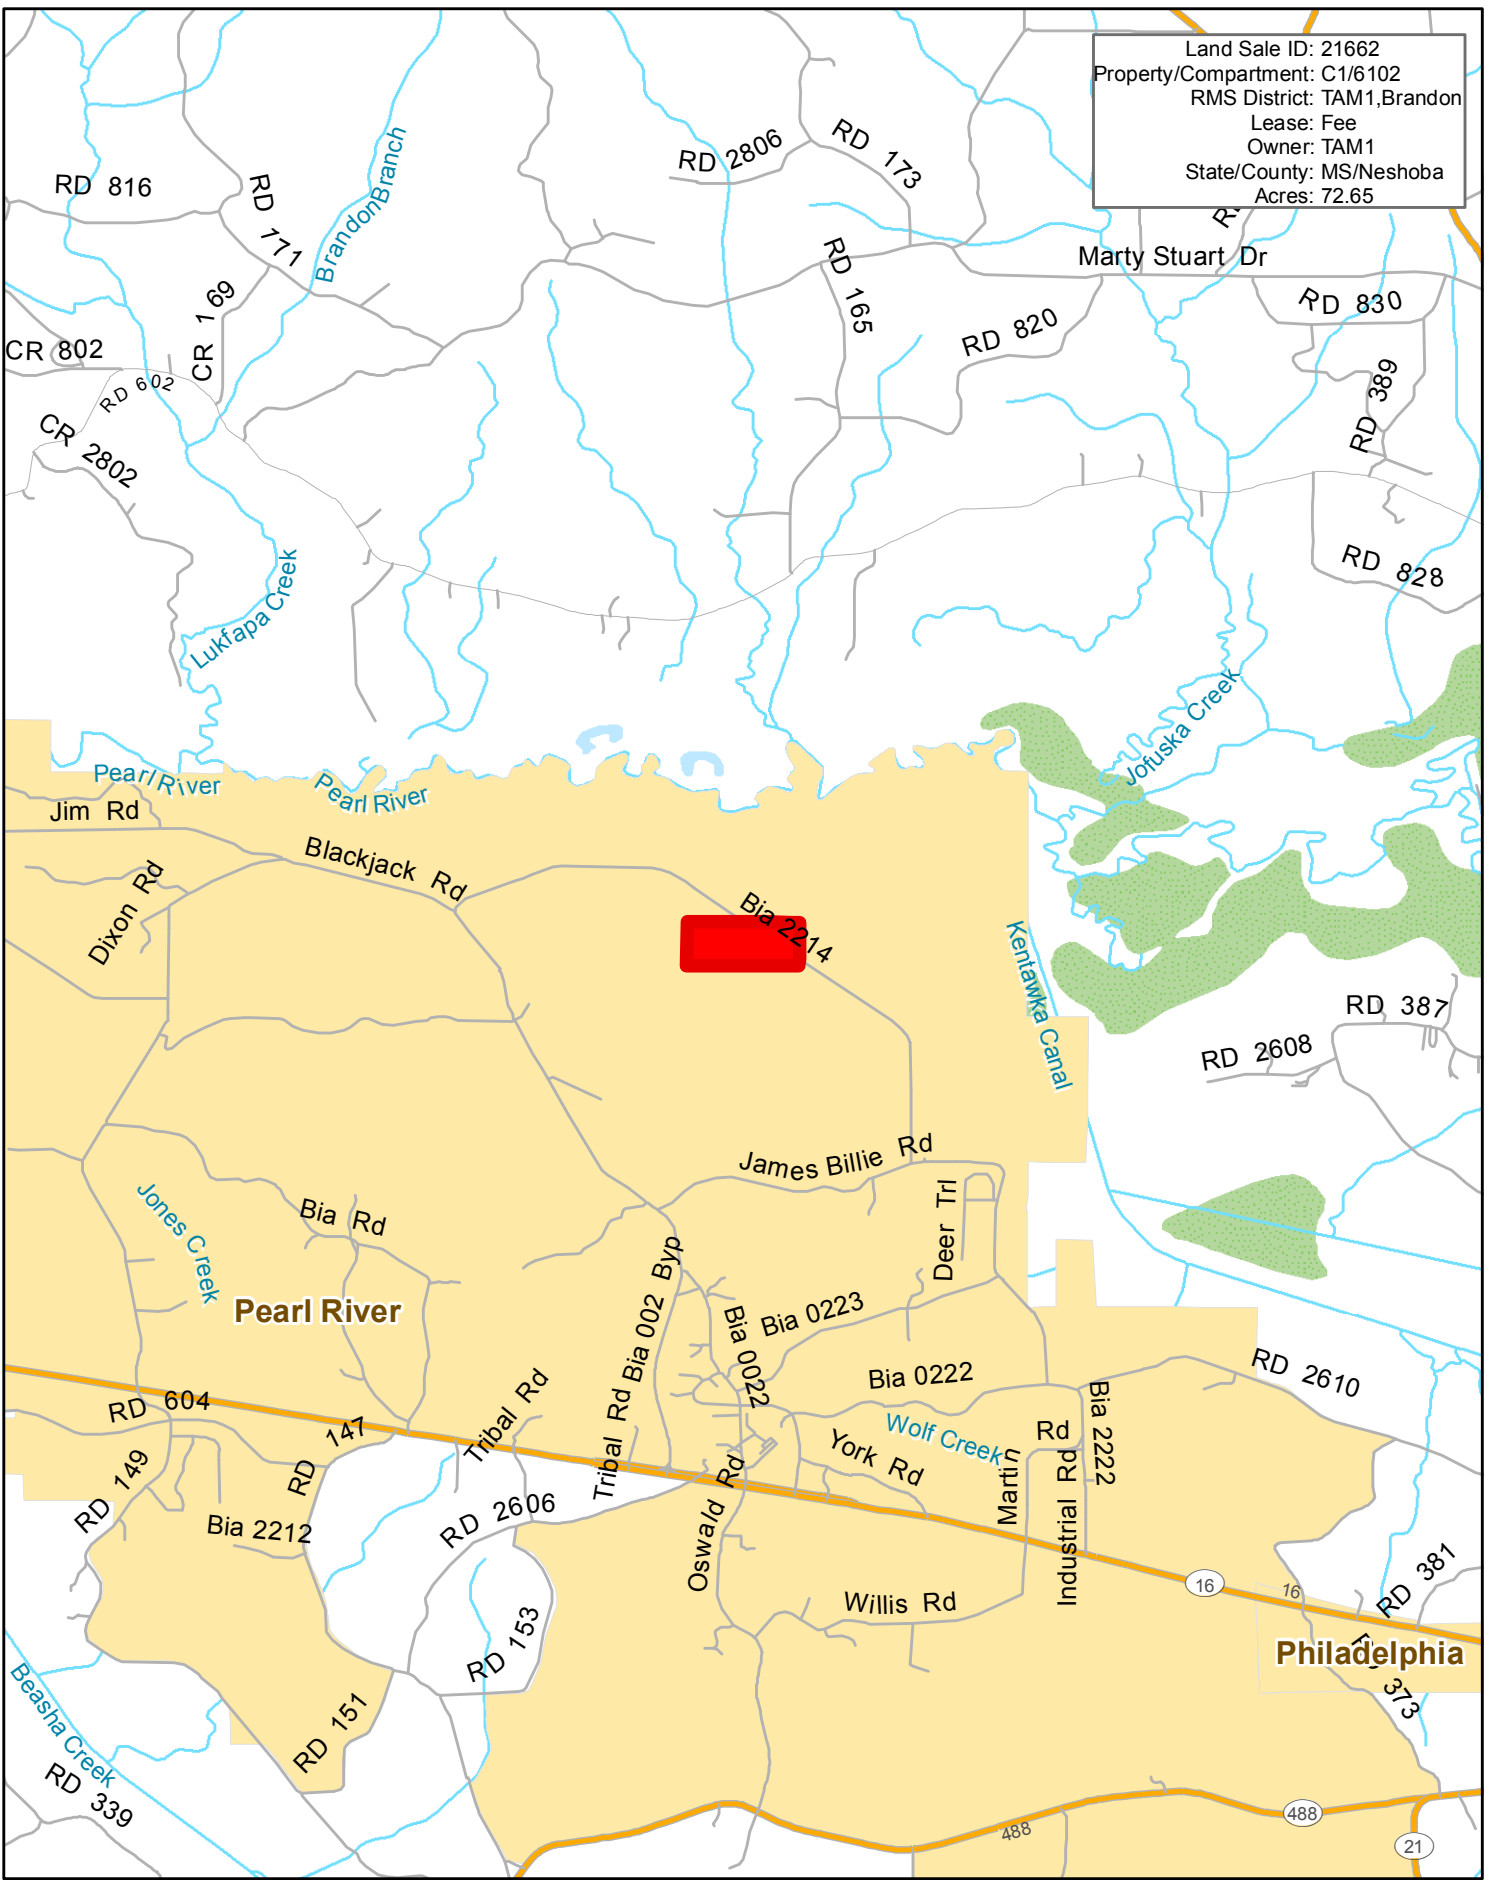 Land Sale ID: 21662
Property/Compartment: C1/6102
RMS District: TAM1,Brandon
Lease: Fee
Owner: TAM1
State/County: MS/Neshoba
Acres: 72.65
RD 2806
RD 173
RD 816
RD 171
Brandon Branch
Marty Stuart Dr
RD 165
CR 1 69
RD 820
RD 830
CR 802
RD 602
RD 389
CR 2802
RD 828
Lukfapa Creek
Jofuska Creek
Pearl River
Pearl River
Jim Rd
Blackjack Rd
Dixon Rd
Bia 2214
Kentawka Canal
RD 387
RD 2608
James Billie Rd
Jones Creek
Bia Rd
Deer Trl
Pearl River
Tribal Rd Bia 002 Byp
Bia 0022
Bia 0223
Bia 0222
RD 2610
RD 604
RD 147
Tribal Rd
Wolf Creek
Martin Rd
Bia 2222
York Rd
RD 149
RD 2606
Bia 2212
Oswald Rd
Industrial Rd
16
16
RD 381
Willis Rd
RD 153
Philadelphia
373
Beasha Creek
RD 151
RD 339
488
488
21